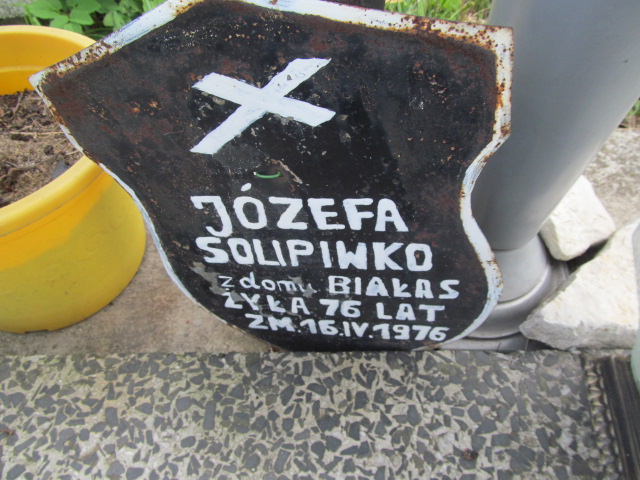 JÓZEFA
SOLIPIWKO
z domu BIAŁAS
ŻYŁA 76 LAT
ZM. 16.IV.1976